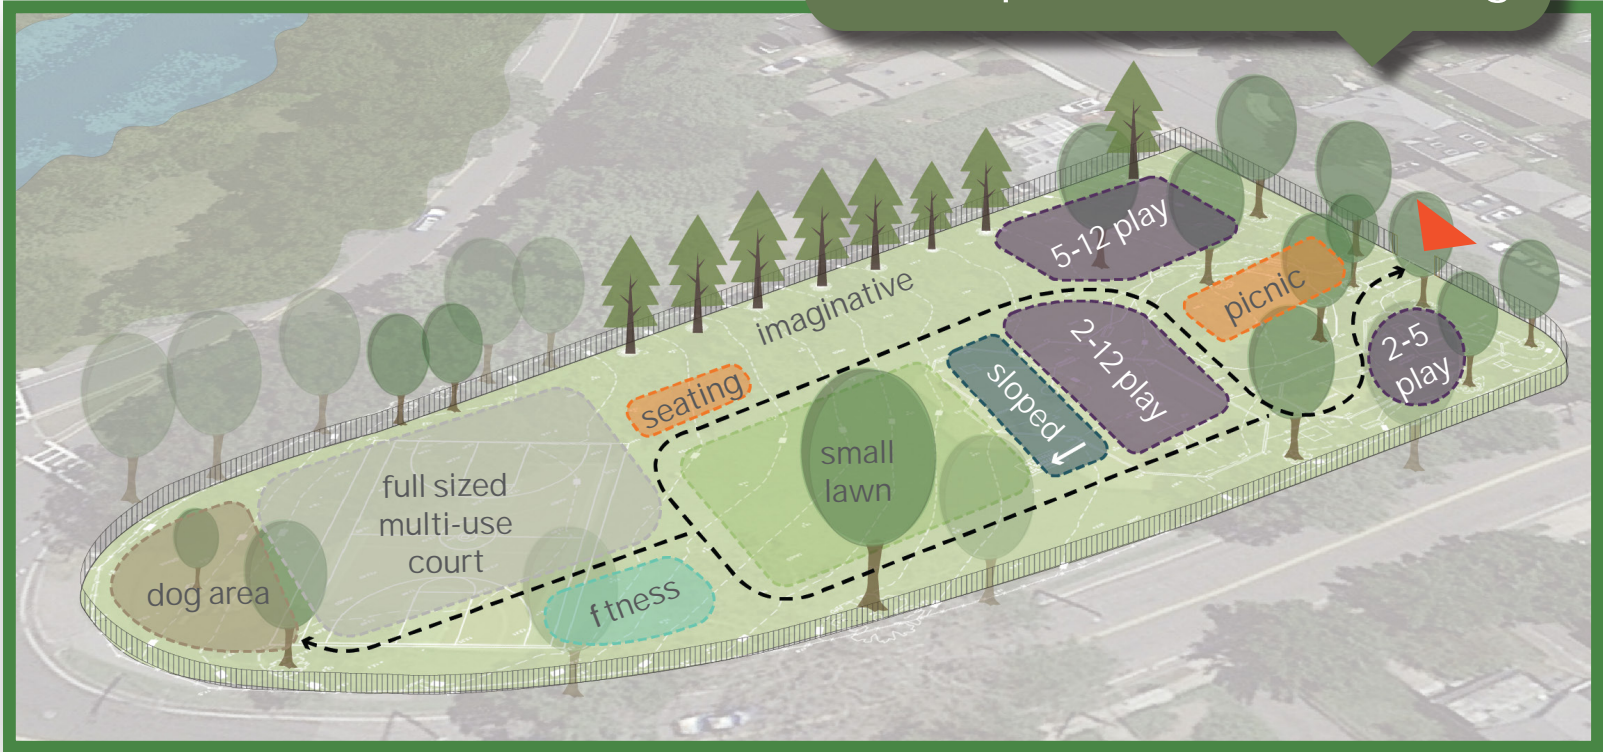 5-12 play
picnic
imaginative
2-12 play
2-5
play
sloped
seating
small
lawn
full sized
multi-use
court
dog area
f tness